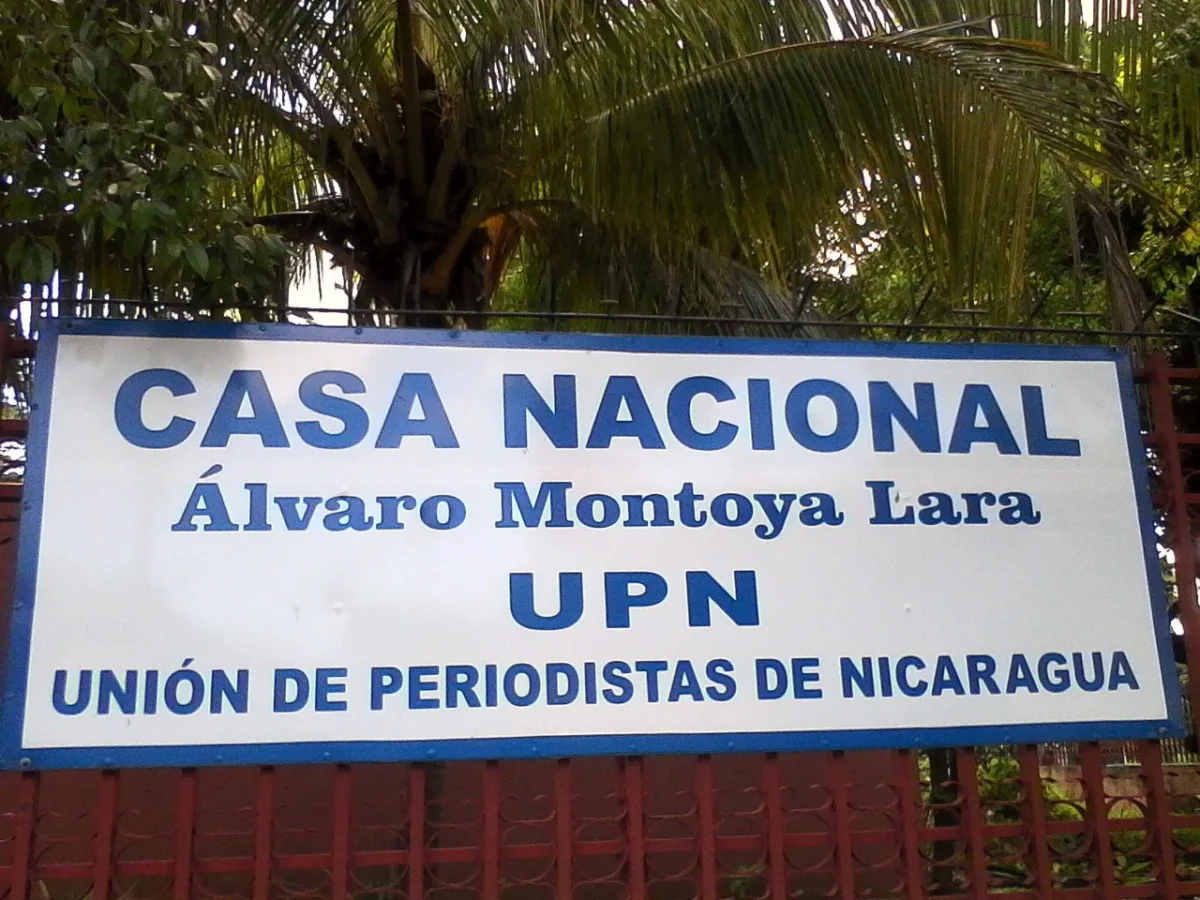 CASA NACIONAL
Álvaro Montoya Lara
UPN
UNIÓN DE PERIODISTAS DE NICARAGUA